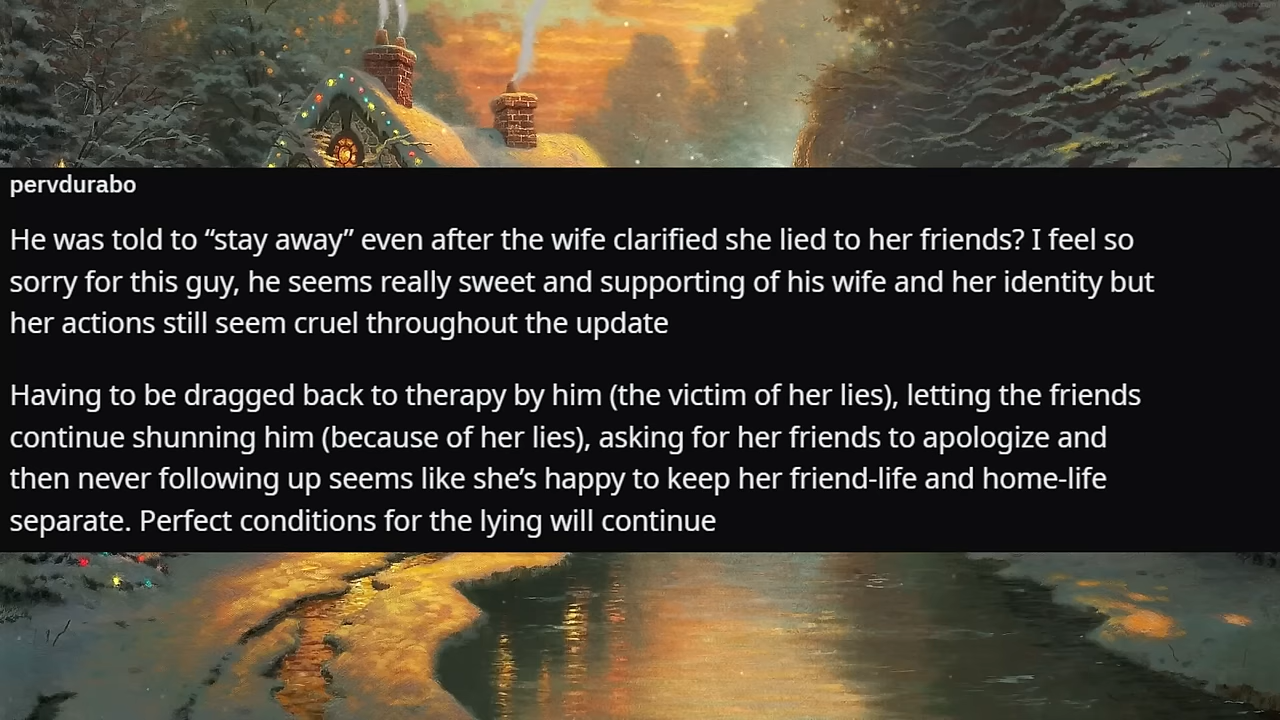 pervdurabo
He was told to “stay away” even after the wife clarified she lied to her friends? I feel so
sorry for this guy, he seems really sweet and supporting of his wife and her identity but
her actions still seem cruel throughout the update
Having to be dragged back to therapy by him (the victim of her lies), letting the friends
continue shunning him (because of her lies), asking for her friends to apologize and
then never following up seems like she’s happy to keep her friend-life and home-life
separate. Perfect conditions for the lying will continue